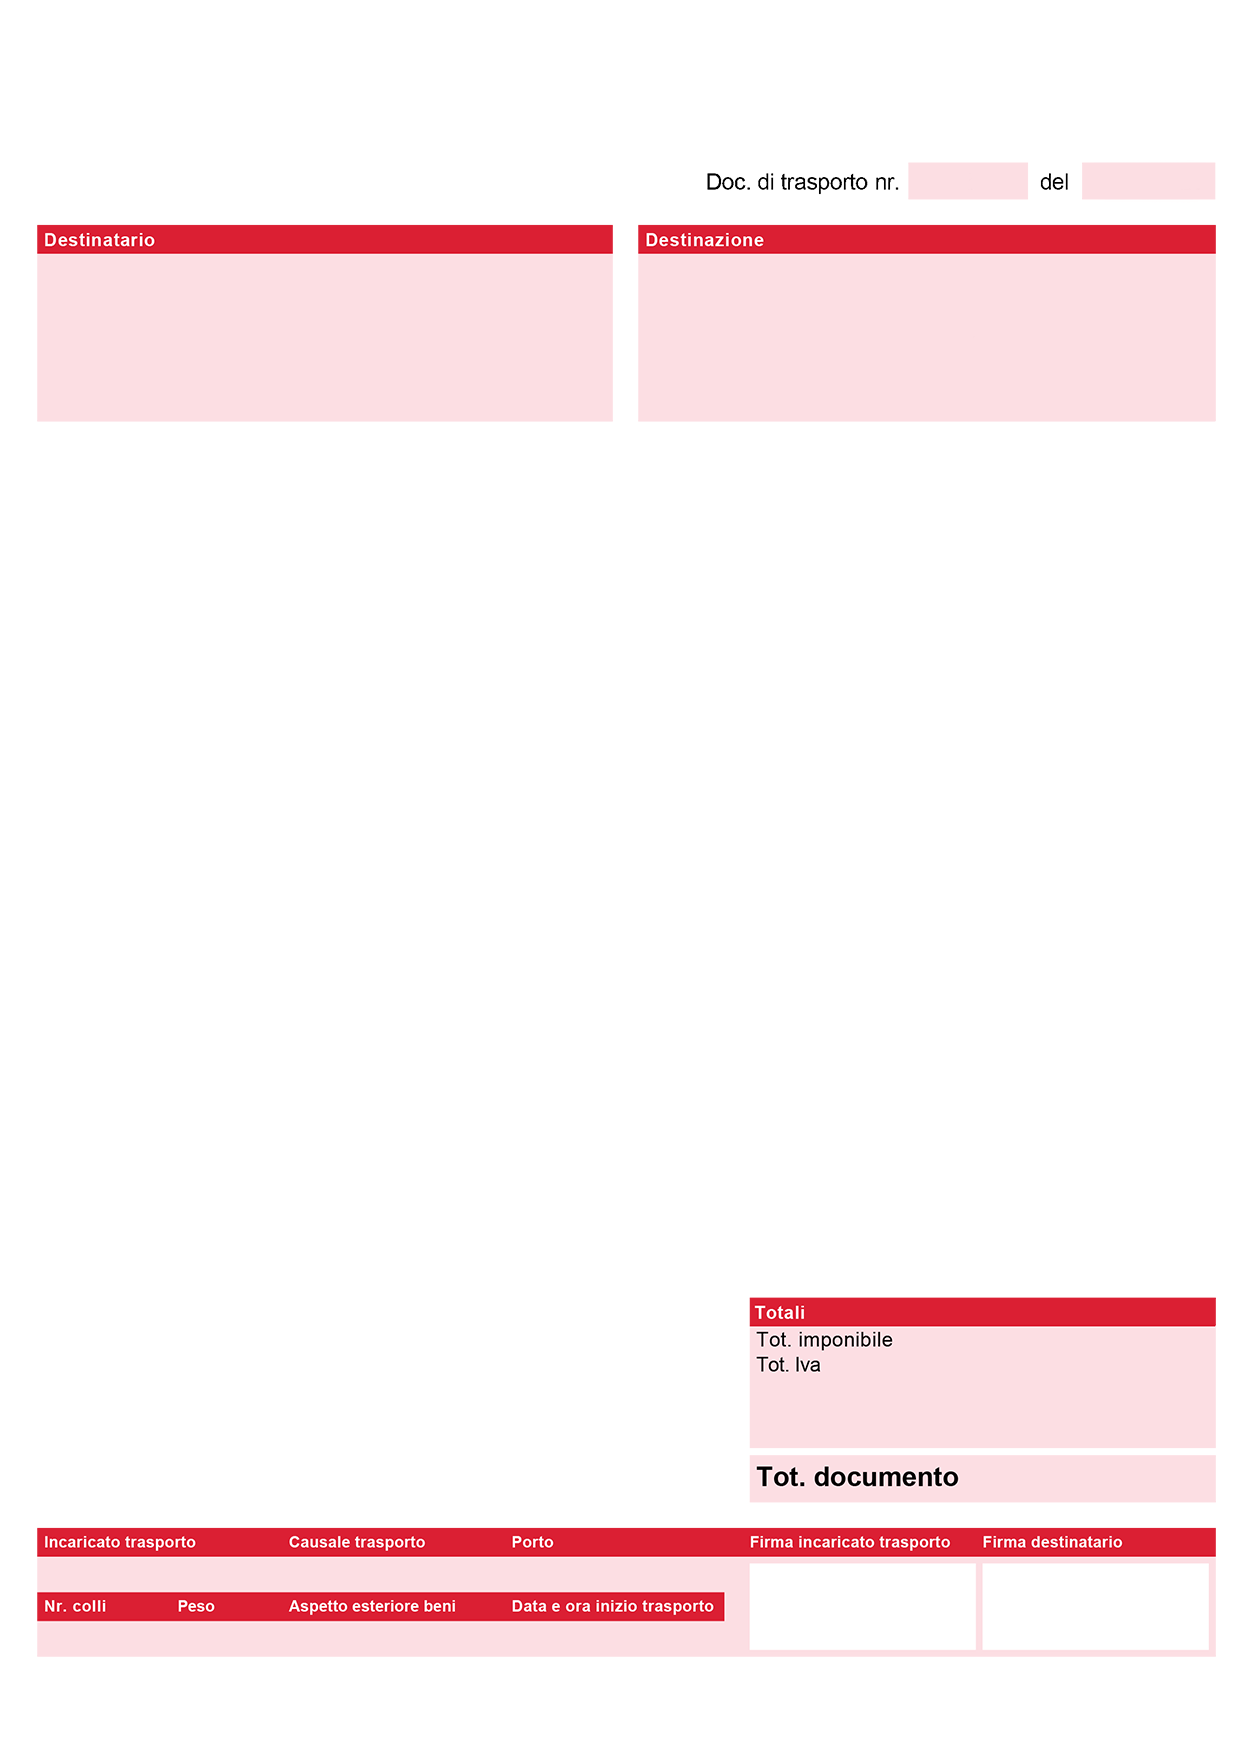 Doc. di trasporto nr. del
Destinatario Destinazione
Totali
Tot. imponibile
Tot. Iva
Tot. documento
Incaricato trasporto Causale trasporto Porto Firma incaricato trasporto Firma destinatario
Nr. colli Peso Aspetto esteriore beni Data e ora inizio trasporto